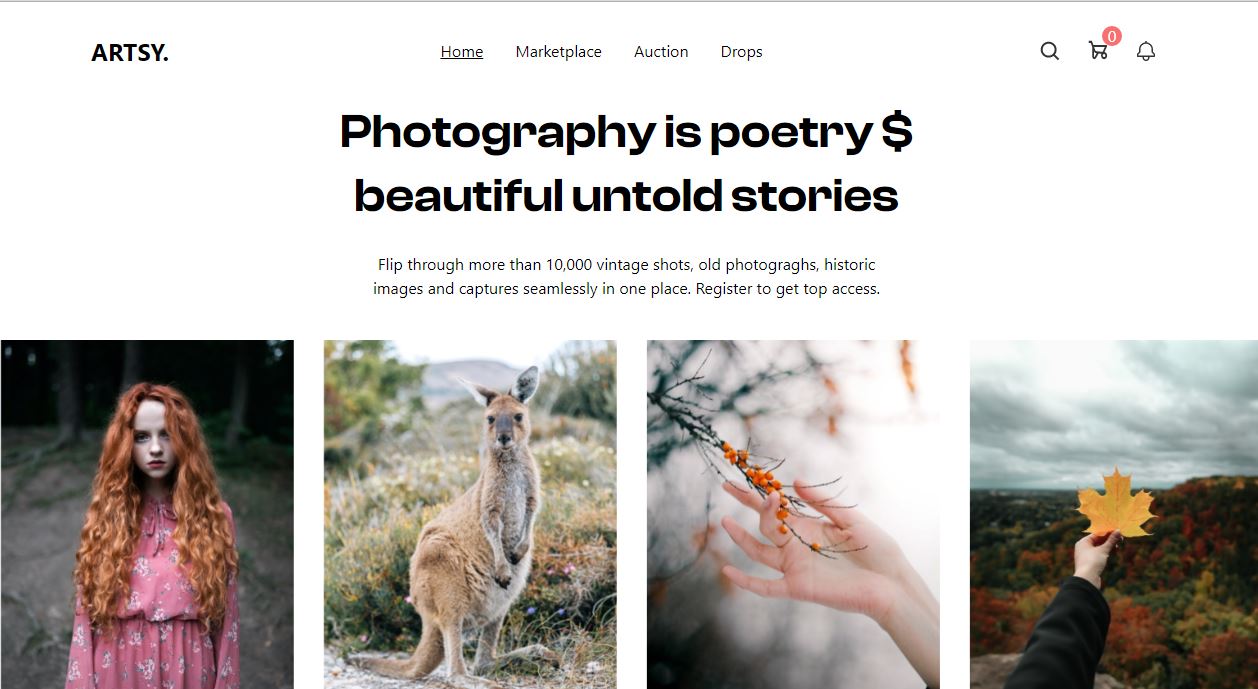 ARTSY.
Home Marketplace Auction Drops
0
Photography is poetry $
beautiful untold stories
Flip through more than 10,000 vintage shots, old photograghs, historic
images and captures seamlessly in one place. Register to get top access.